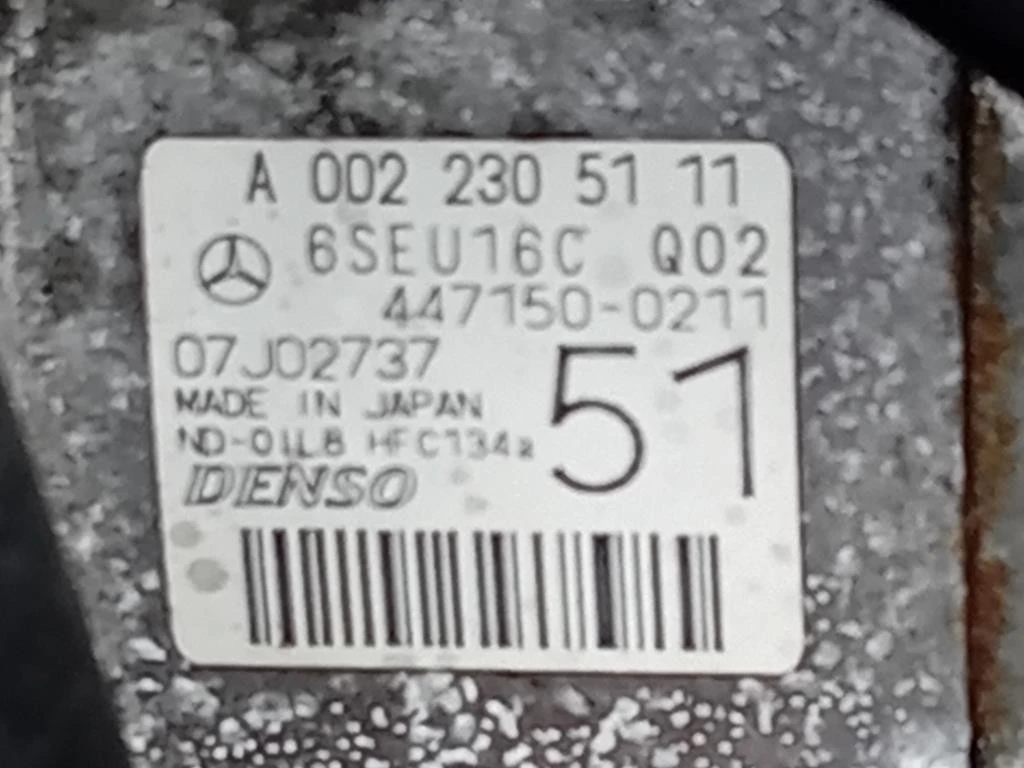 A 002 230 51 11
6SEU16C Q02
447150-0211
07J02737
51
MADE IN JAPAN
ND-OIL8 HFC134a
DENSO